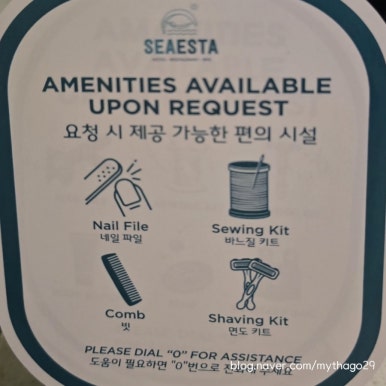 SEAESTA
AMENITIES AVAILABLE
UPON REQUEST
요청 시 제공 가능한 편의 시설
Nail File
네일 파일
Sewing Kit
바느질 키트
Comb
빗
Shaving Kit
면도 키트
PLEASE DIAL "0" FOR ASSISTANCE
도움이 필요하면 "0"번으로
blog.naver.com/mythago29